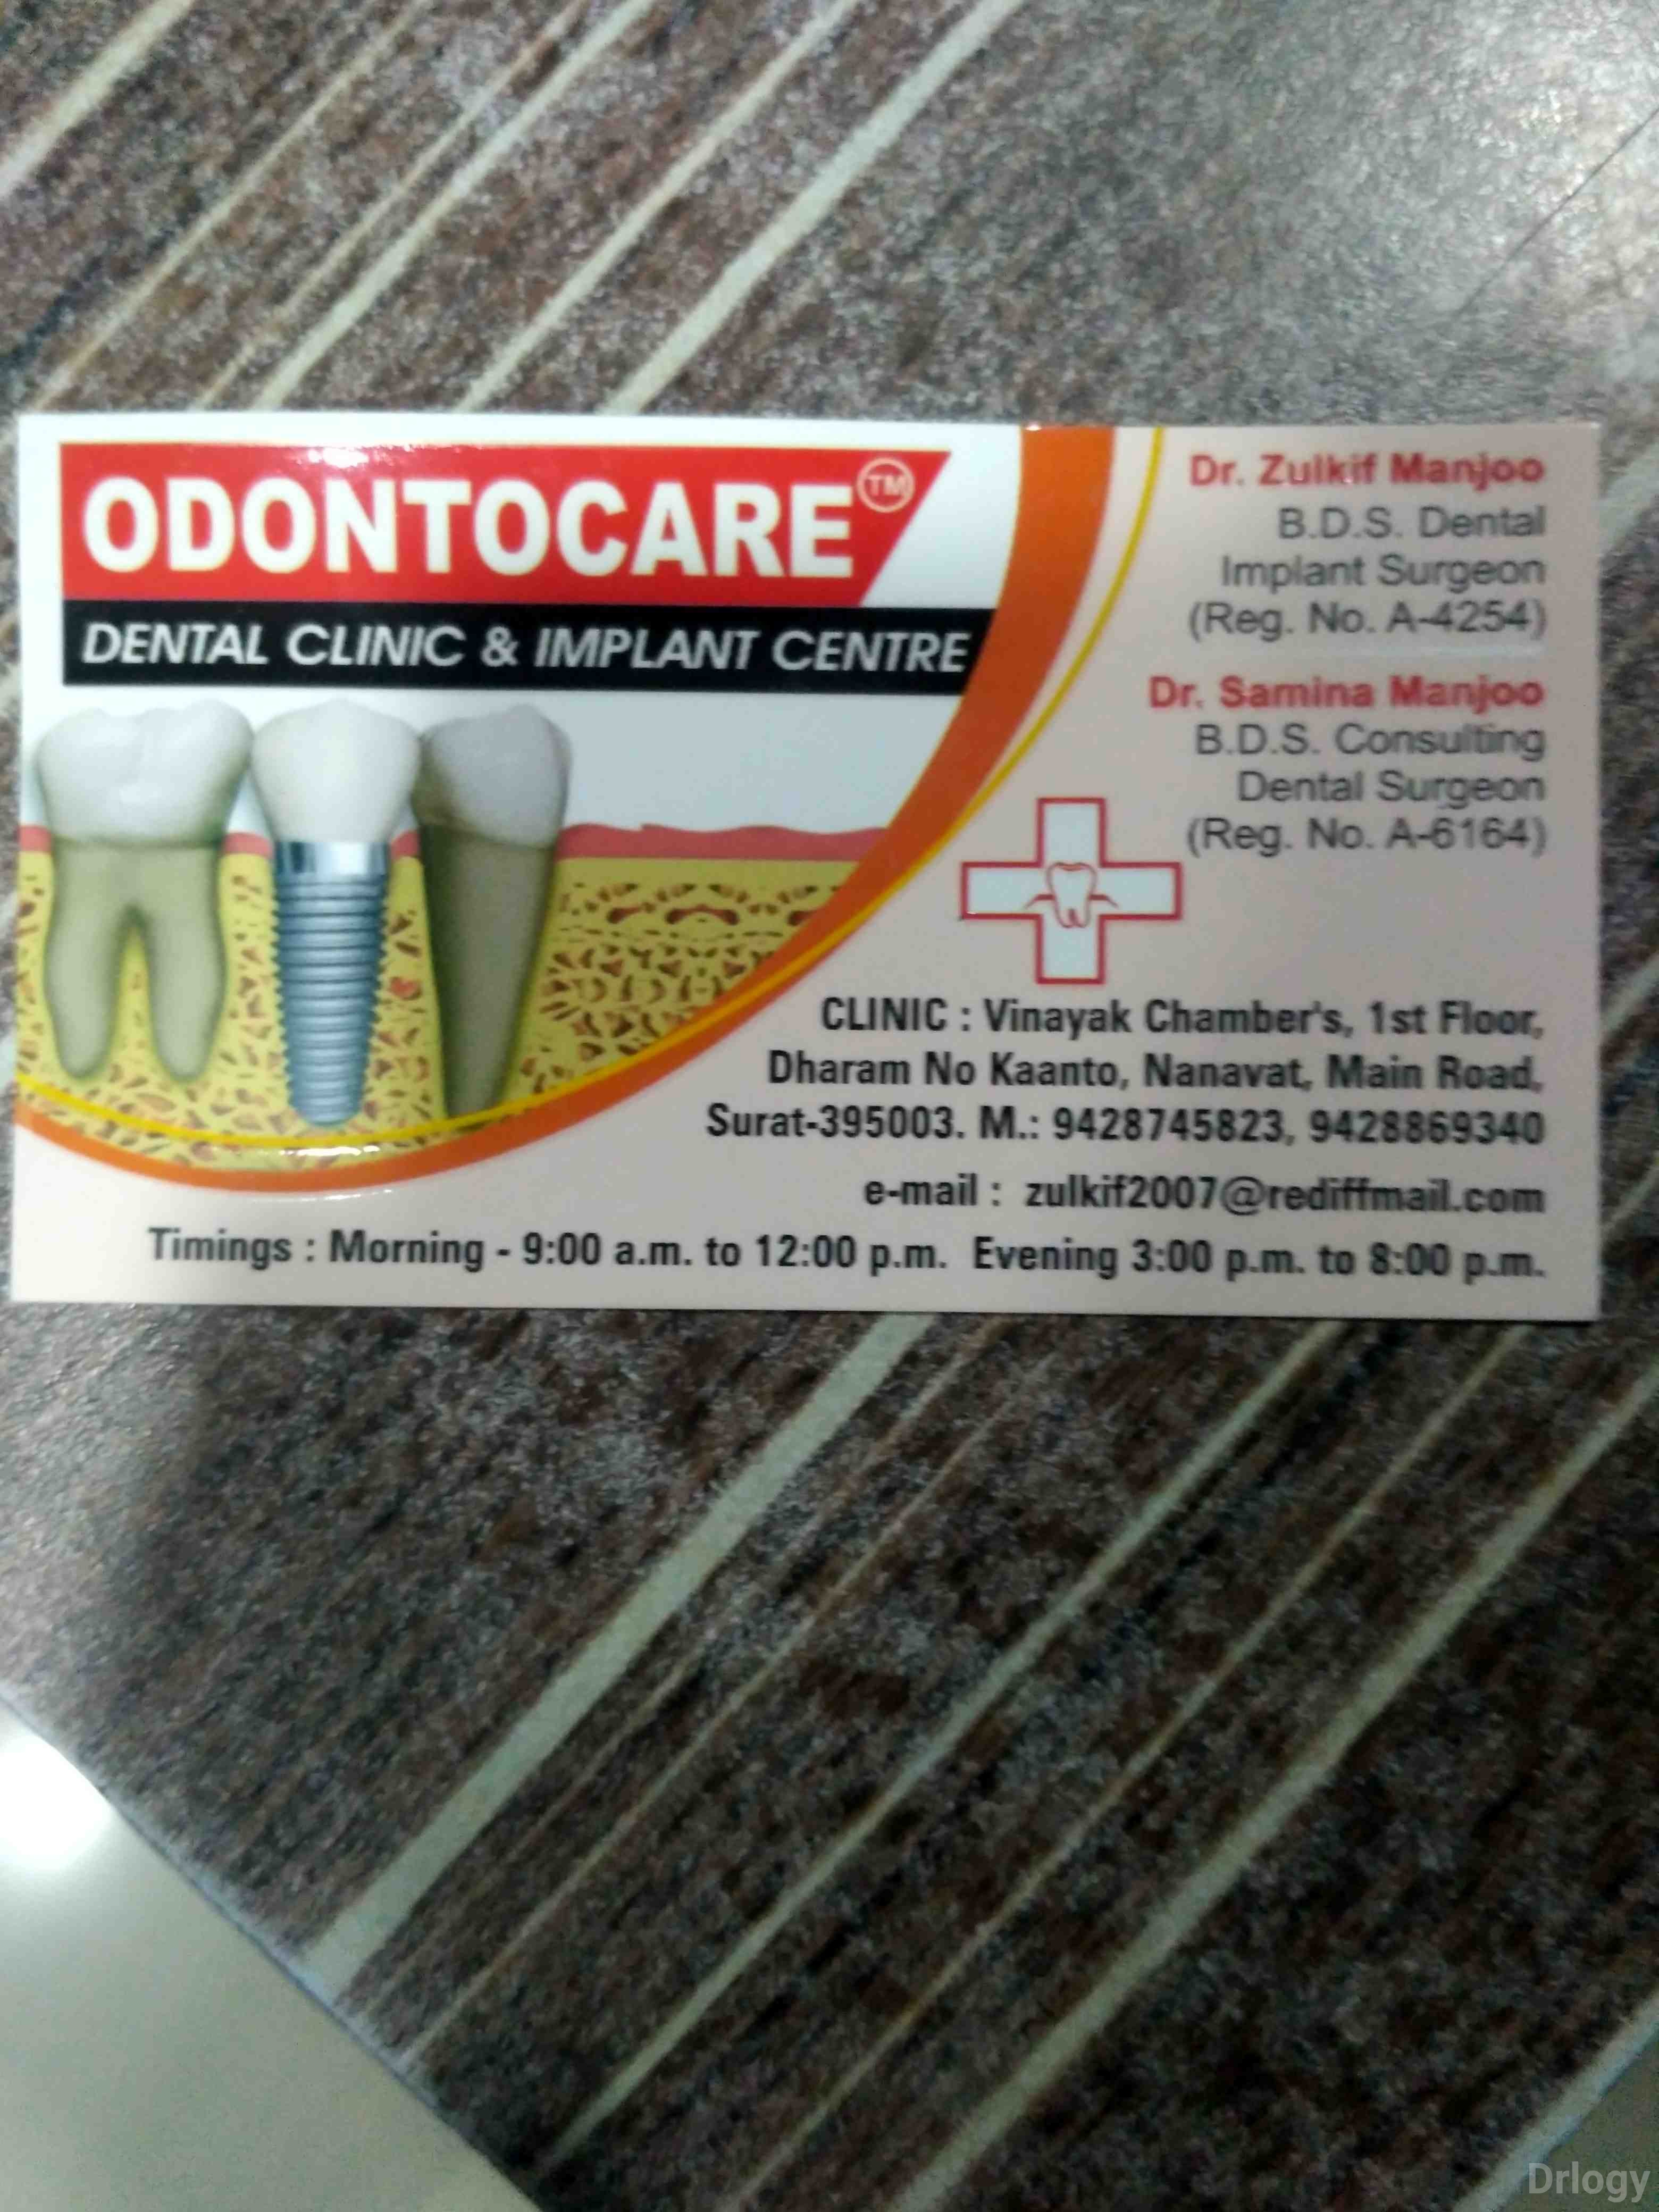 ODONTOCARE TM
DENTAL CLINIC & IMPLANT CENTRE
Dr. Zulkif Manjoo
B.D.S. Dental
Implant Surgeon
(Reg. No. A-4254)
Dr. Samina Manjoo
B.D.S. Consulting
Dental Surgeon
(Reg. No. A-6164)
CLINIC : Vinayak Chamber's, 1st Floor,
Dharam No Kaanto, Nanavat, Main Road,
Surat-395003. M.: 9428745823, 9428869340
e-mail : zulkif2007@rediffmail.com
Timings : Morning - 9:00 a.m. to 12:00 p.m. Evening 3:00 p.m. to 8:00 p.m.
Drlogy